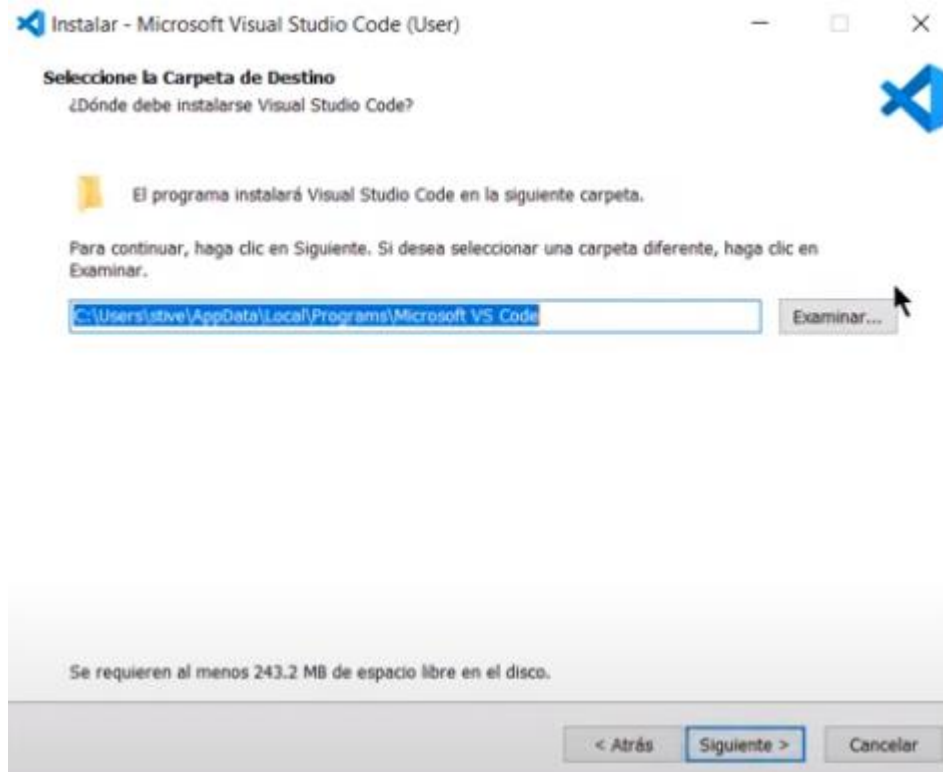 Instalar - Microsoft Visual Studio Code (User)
Seleccione la Carpeta de Destino
¿Dónde debe instalarse Visual Studio Code?
El programa instalará Visual Studio Code en la siguiente carpeta.
Para continuar, haga clic en Siguiente. Si desea seleccionar una carpeta diferente, haga clic en
Examinar.
C:\Users\stive\AppData\Local\Programs\Microsoft VS Code
Examinar...
Se requieren al menos 243.2 MB de espacio libre en el disco.
< Atrás
Siguiente >
Cancelar